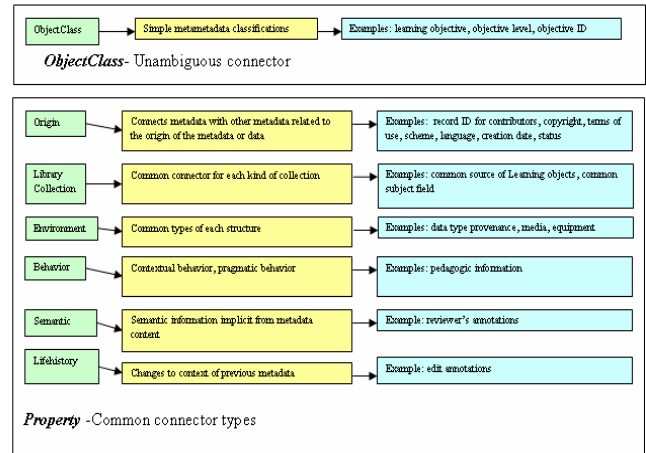 ObjectClass
Simple metametadata classifications
Examples: learning objective, objective level, objective ID
ObjectClass- Unambiguous connector
Origin
Connects metadata with other metadata related to
the origin of the metadata or data
Examples: record ID for contributors, copyright, terms of
use, scheme, language, creation date, status
Library
Collection
Common connector for each kind of collection
Examples: common source of Learning objects, common
subject field
Environment
Common types of each structure
Examples: data type provenance, media, equipment
Behavior
Contextual behavior, pragmatic behavior
Examples: pedagogic information
Semantic
Semantic information implicit from metadata
content
Example: reviewer's annotations
Lifehistory
Changes to context of previous metadata
Example: edit annotations
Property -Common connector types